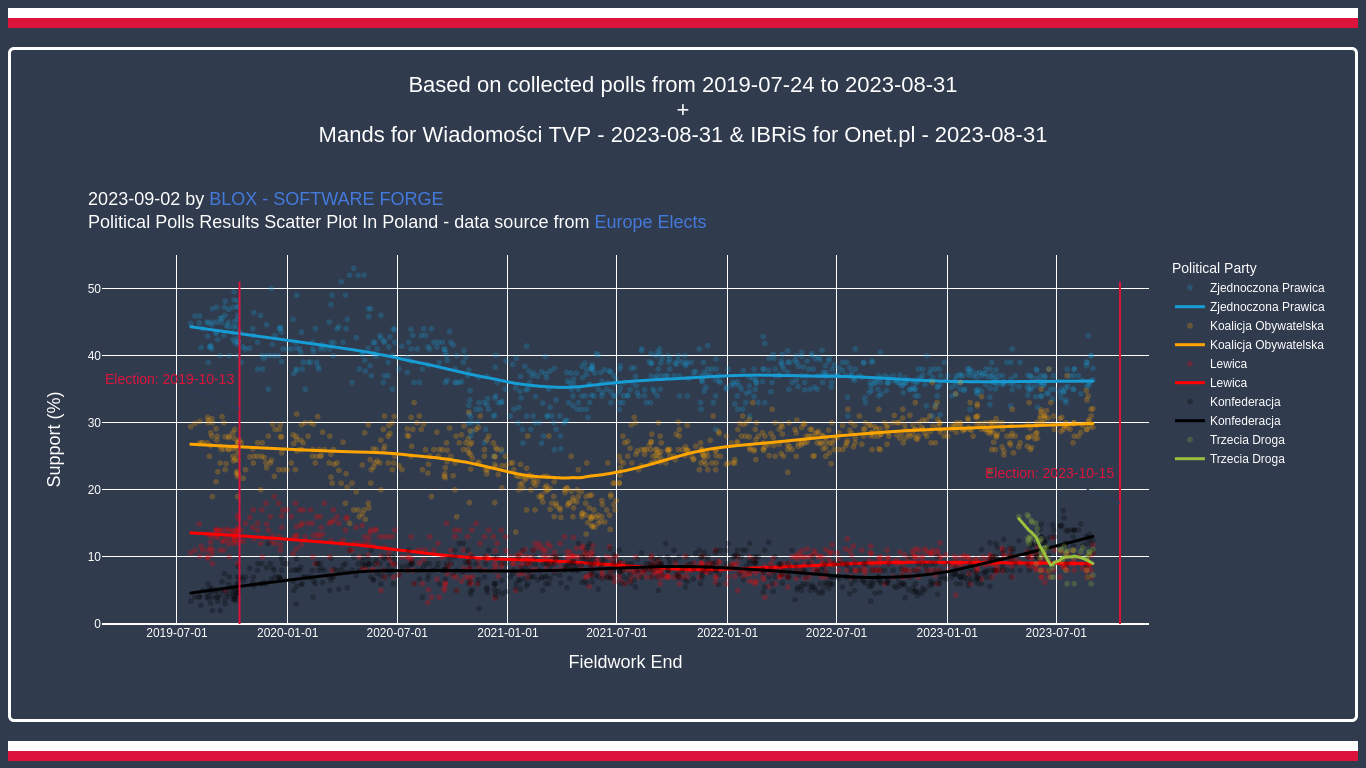 Based on collected polls from 2019-07-24 to 2023-08-31
+
Mands for Wiadomości TVP - 2023-08-31 & IBRiS for Onet.pl - 2023-08-31
2023-09-02 by BLOX - SOFTWARE FORGE
Political Polls Results Scatter Plot In Poland - data source from Europe Elects
Political Party
Zjednoczona Prawica
Zjednoczona Prawica
Koalicja Obywatelska
Koalicja Obywatelska
Lewica
Lewica
Konfederacja
Konfederacja
Trzecia Droga
Trzecia Droga
Support (%)
50
40
30
20
10
0
Election: 2019-10-13
Election: 2023-10-15
2019-07-01
2020-01-01
2020-07-01
2021-01-01
2021-07-01
2022-01-01
2022-07-01
2023-01-01
2023-07-01
Fieldwork End